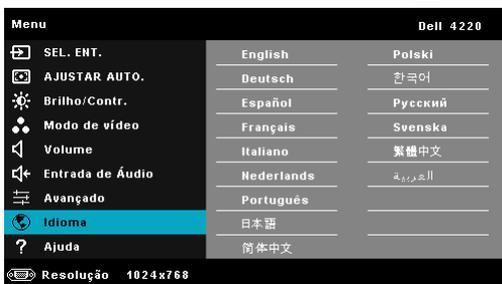 Menu Dell 4220
SEL. ENT.
AJUSTAR AUTO.
Brilho/Contr.
Modo de vídeo
Volume
Entrada de Áudio
Avançado
Idioma
Ajuda
English
Deutsch
Español
Français
Italiano
Nederlands
Português
日本語
简体中文
Polski
한국어
Русский
Svenska
繁體中文
العربية
Resolução 1024x768